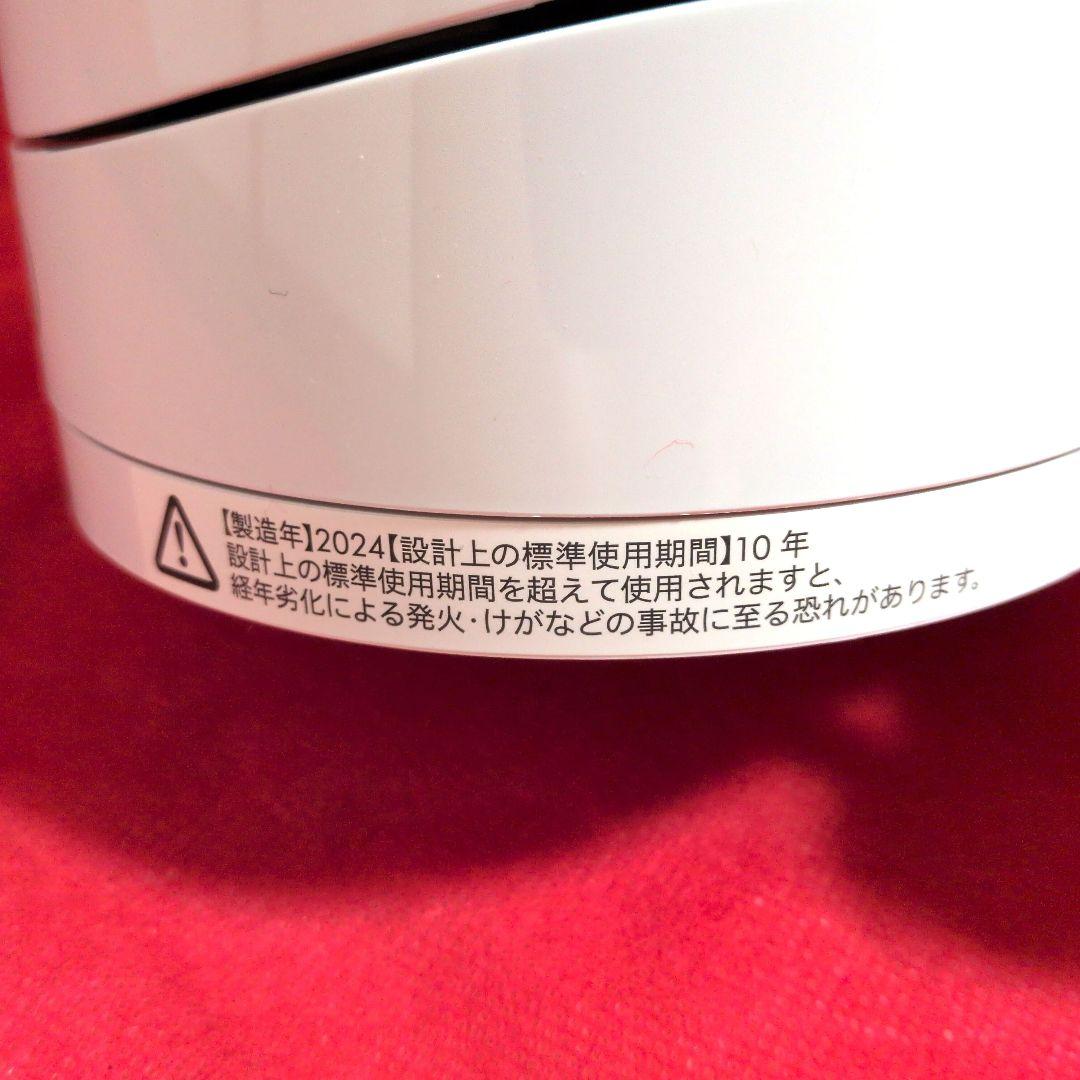 【製造年】2024【設計上の標準使用期間】10 年
設計上の標準使用期間を超えて使用されますと、
経年劣化による発火・けがなどの事故に至る恐れがあります。